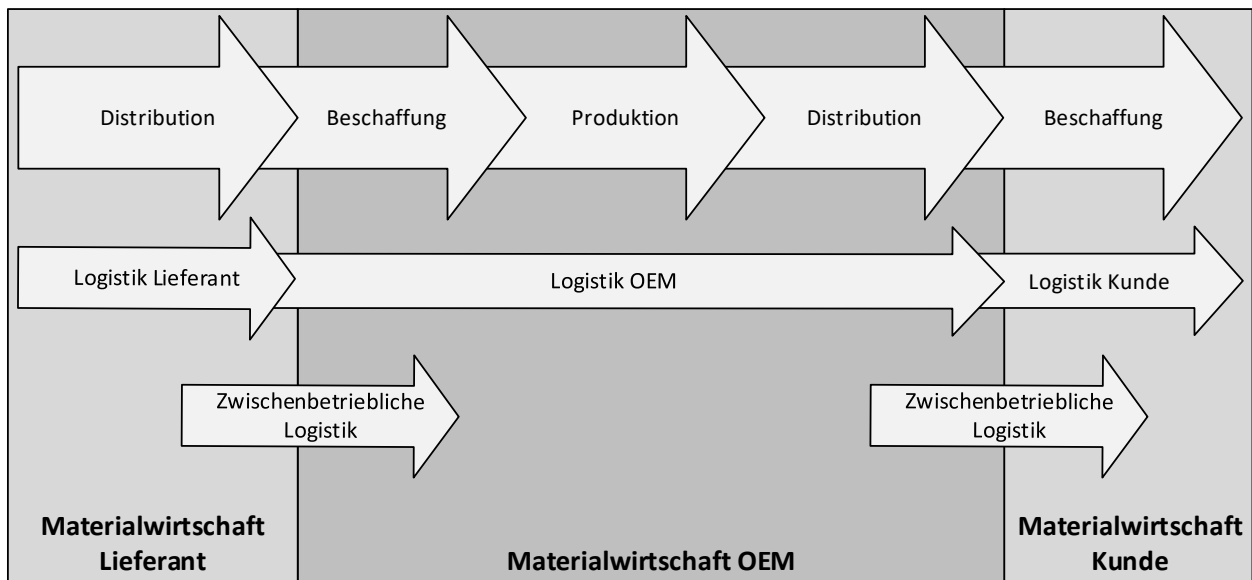 Distribution
Beschaffung
Produktion
Distribution
Beschaffung
Logistik Lieferant
Logistik OEM
Logistik Kunde
Zwischenbetriebliche
Logistik
Zwischenbetriebliche
Logistik
Materialwirtschaft
Lieferant
Materialwirtschaft OEM
Materialwirtschaft
Kunde